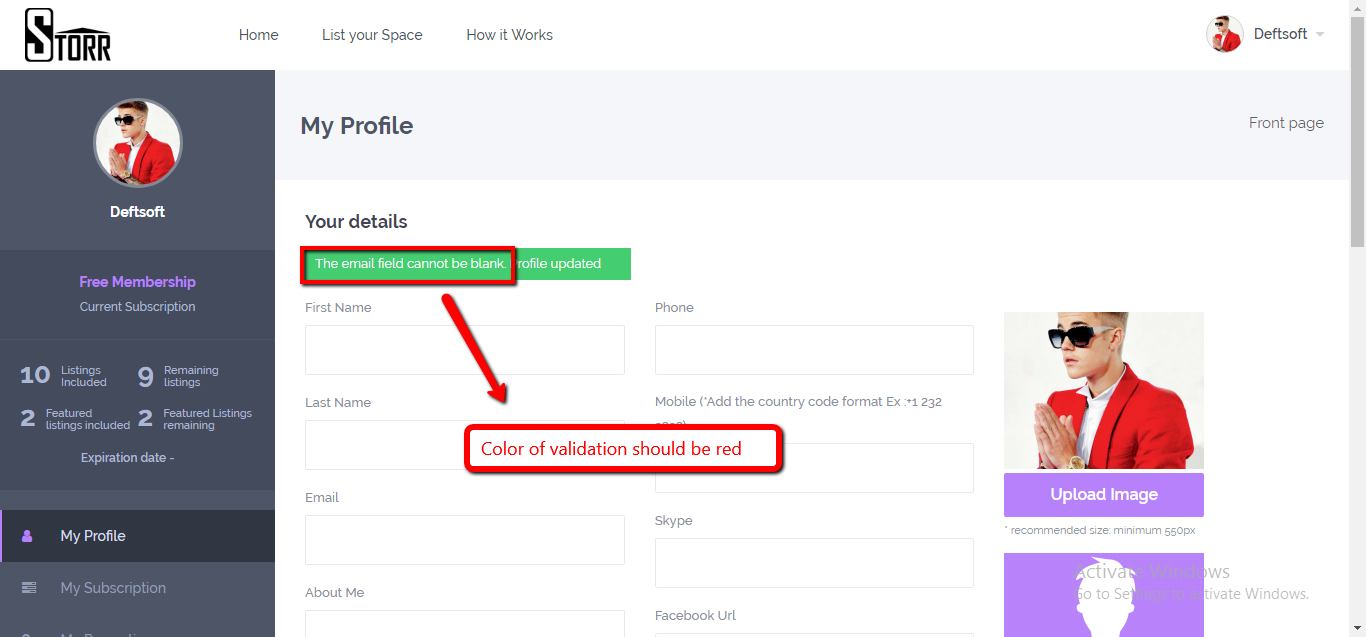 STORR
Home
List your Space
How it Works
Deftsoft
Deftsoft
Free Membership
Current Subscription
10 Listings Included
9 Remaining listings
2 Featured listings included
2 Featured Listings remaining
Expiration date -
My Profile
My Subscription
My Profile
Front page
Your details
The email field cannot be blank. rofile updated
First Name
Phone
Last Name
Mobile (*Add the country code format Ex :+1 232
Color of validation should be red
Email
Skype
About Me
Facebook Url
Upload Image
* recommended size: minimum 550px
Activate Windows
Go to Settings to activate Windows.